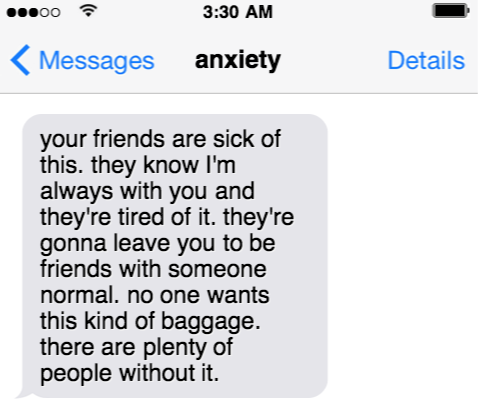 3:30 AM
Messages anxiety Details
your friends are sick of
this. they know I'm
always with you and
they're tired of it. they're
gonna leave you to be
friends with someone
normal. no one wants
this kind of baggage.
there are plenty of
people without it.